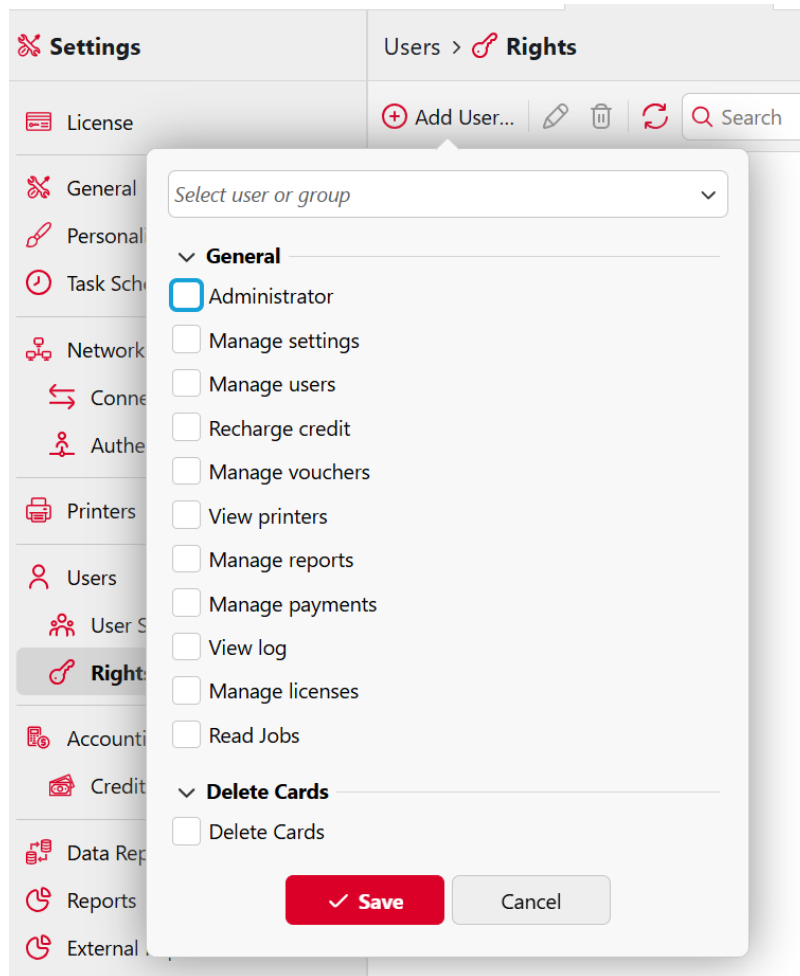 Settings
License
General
Personali
Task Sch
Network
Conne
Authe
Printers
Users
User S
Rights
Accounti
Credit
Data Rep
Reports
External
Users > Rights
Add User...
Search
Select user or group
General
Administrator
Manage settings
Manage users
Recharge credit
Manage vouchers
View printers
Manage reports
Manage payments
View log
Manage licenses
Read Jobs
Delete Cards
Delete Cards
Save
Cancel